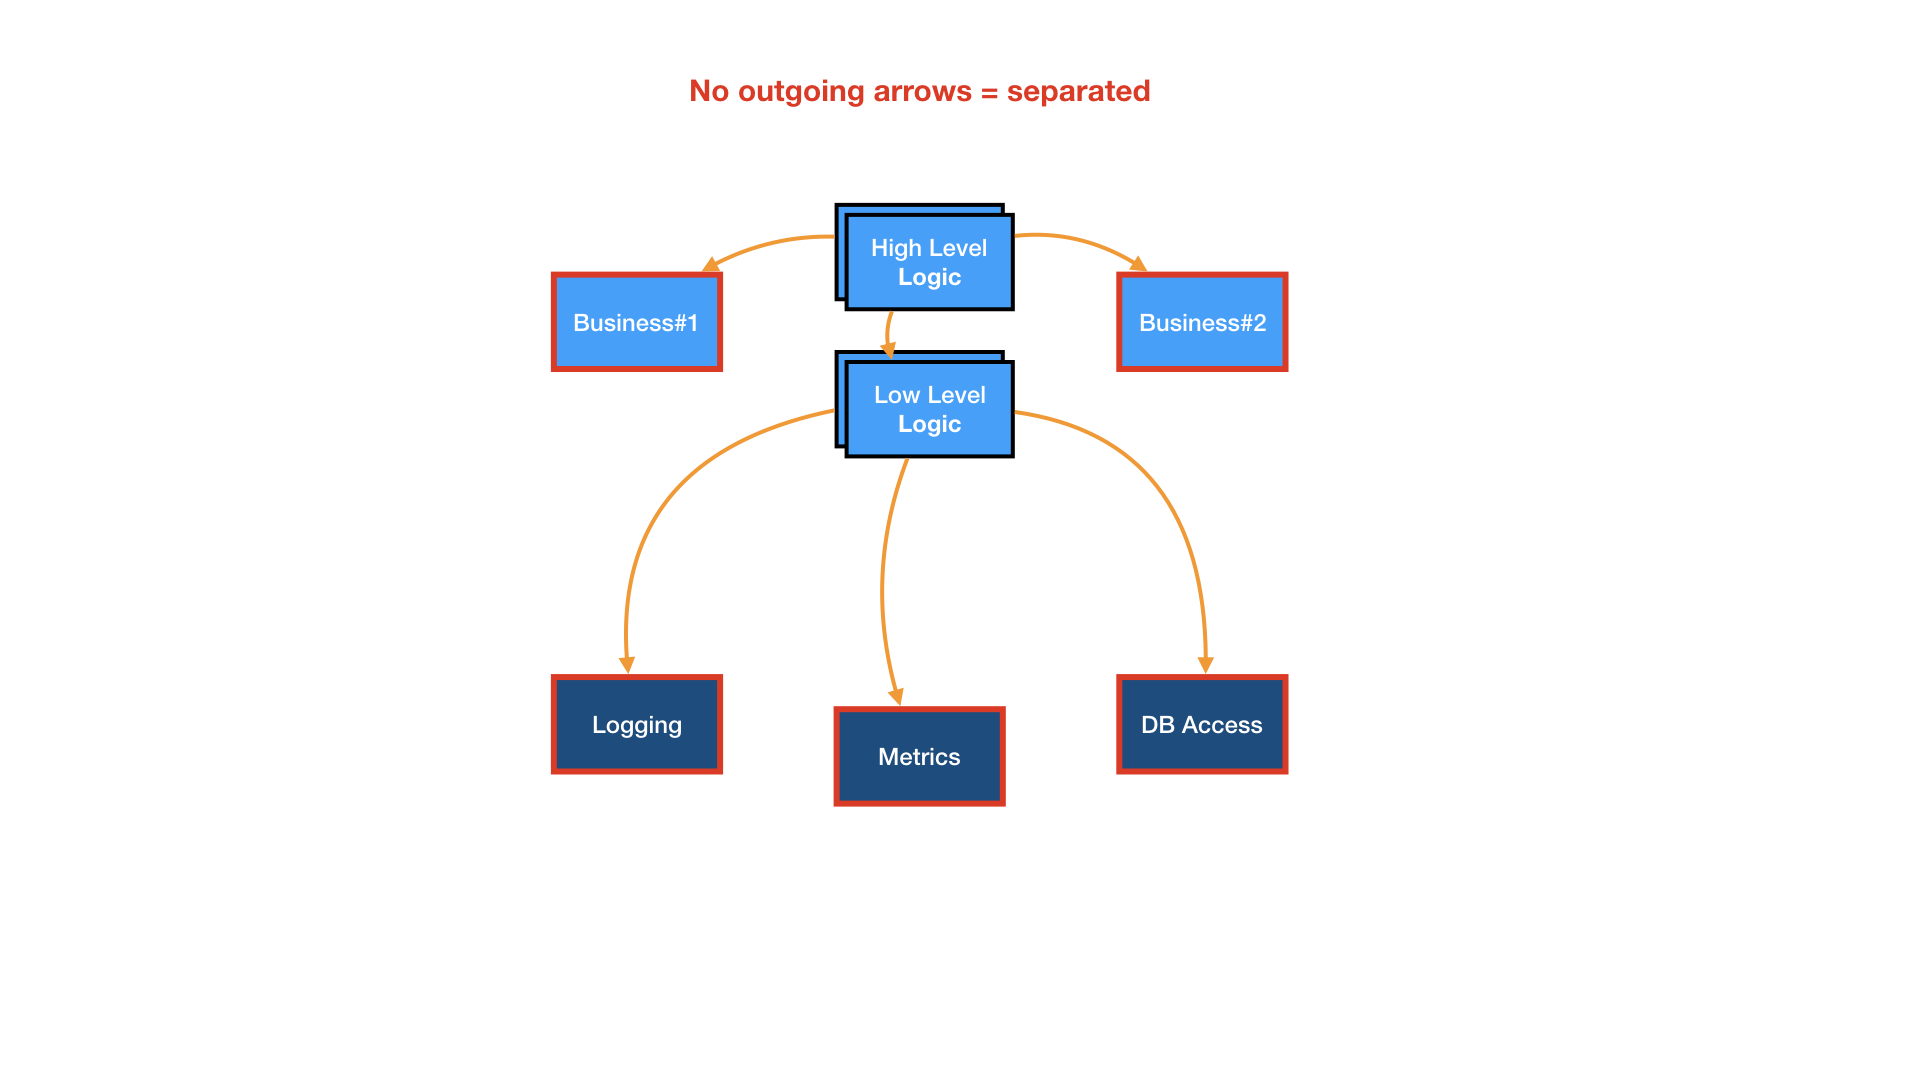 No outgoing arrows = separated
High Level
Logic
Business#1
Business#2
Low Level
Logic
Logging
Metrics
DB Access